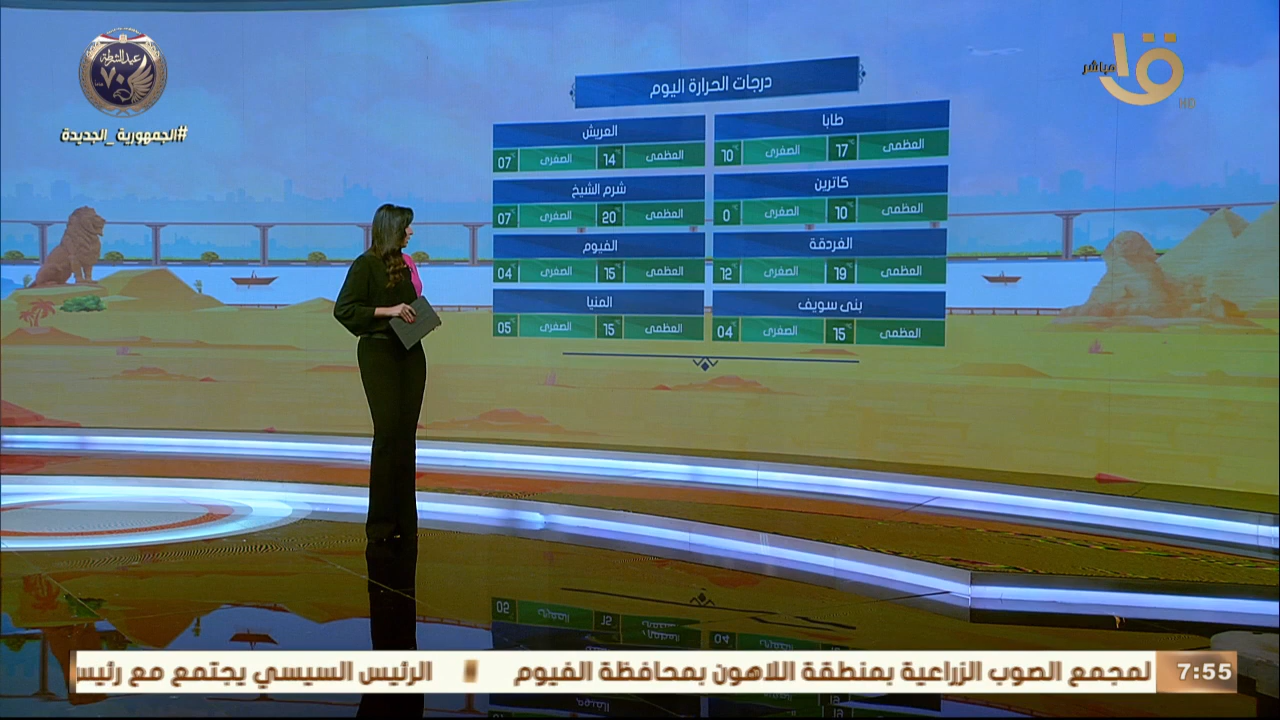 عيد الشرطة
٧٠
#الجمهورية_الجديدة
مباشر
HD
درجات الحرارة اليوم
طابا
العظمى 17 الصغرى 10
العريش
العظمى 14 الصغرى 07
كاترين
العظمى 10 الصغرى 0
شرم الشيخ
العظمى 20 الصغرى 07
الغردقة
العظمى 19 الصغرى 12
الفيوم
العظمى 15 الصغرى 04
بنى سويف
العظمى 15 الصغرى 04
المنيا
العظمى 15 الصغرى 05
7:55
لمجمع الصوب الزراعية بمنطقة اللاهون بمحافظة الفيوم الرئيس السيسي يجتمع مع رئيس